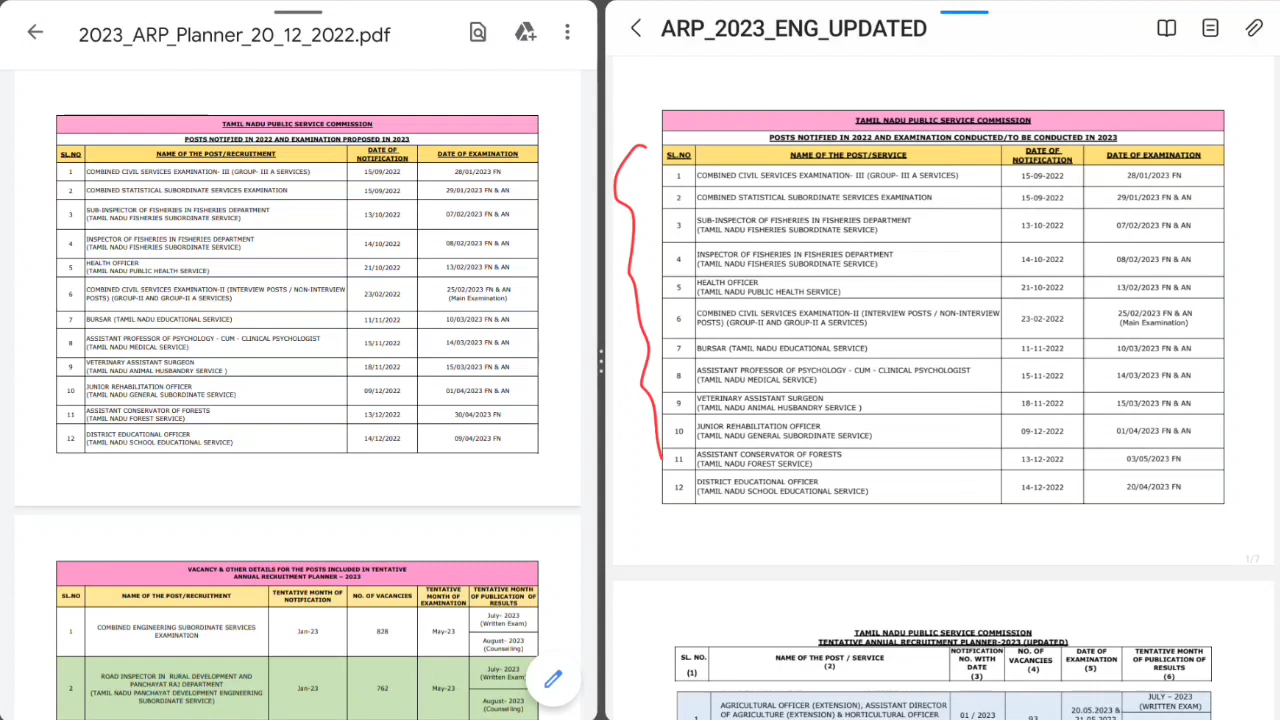 2023_ARP_Planner_20_12_2022.pdf
TAMIL NADU PUBLIC SERVICE COMMISSION
POSTS NOTIFIED IN 2022 AND EXAMINATION PROPOSED IN 2023
SL.NO NAME OF THE POST/RECRUITMENT DATE OF NOTIFICATION DATE OF EXAMINATION
1 COMBINED CIVIL SERVICES EXAMINATION- III (GROUP- III A SERVICES) 15/09/2022 28/01/2023 FN
2 COMBINED STATISTICAL SUBORDINATE SERVICES EXAMINATION 15/09/2022 29/01/2023 FN & AN
3 SUB-INSPECTOR OF FISHERIES IN FISHERIES DEPARTMENT
(TAMIL NADU FISHERIES SUBORDINATE SERVICE) 13/10/2022 07/02/2023 FN & AN
4 INSPECTOR OF FISHERIES IN FISHERIES DEPARTMENT
(TAMIL NADU FISHERIES SUBORDINATE SERVICE) 14/10/2022 08/02/2023 FN & AN
5 HEALTH OFFICER
(TAMIL NADU PUBLIC HEALTH SERVICE) 21/10/2022 13/02/2023 FN & AN
6 COMBINED CIVIL SERVICES EXAMINATION-II (INTERVIEW POSTS / NON-INTERVIEW
POSTS) (GROUP-II AND GROUP-II A SERVICES) 23/02/2022 25/02/2023 FN & AN
(Main Examination)
7 BURSAR (TAMIL NADU EDUCATIONAL SERVICE) 11/11/2022 10/03/2023 FN & AN
8 ASSISTANT PROFESSOR OF PSYCHOLOGY - CUM - CLINICAL PSYCHOLOGIST
(TAMIL NADU MEDICAL SERVICE) 15/11/2022 14/03/2023 FN & AN
9 VETERINARY ASSISTANT SURGEON
(TAMIL NADU ANIMAL HUSBANDRY SERVICE ) 18/11/2022 15/03/2023 FN & AN
10 JUNIOR REHABILITATION OFFICER
(TAMIL NADU GENERAL SUBORDINATE SERVICE) 09/12/2022 01/04/2023 FN & AN
11 ASSISTANT CONSERVATOR OF FORESTS
(TAMIL NADU FOREST SERVICE) 13/12/2022 30/04/2023 FN
12 DISTRICT EDUCATIONAL OFFICER
(TAMIL NADU SCHOOL EDUCATIONAL SERVICE) 14/12/2022 09/04/2023 FN
VACANCY & OTHER DETAILS FOR THE POSTS INCLUDED IN TENTATIVE
ANNUAL RECRUITMENT PLANNER – 2023
SL.NO NAME OF THE POST/RECRUITMENT TENTATIVE MONTH OF NOTIFICATION NO. OF VACANCIES TENTATIVE MONTH OF EXAMINATION TENTATIVE MONTH OF PUBLICATION OF RESULTS
1 COMBINED ENGINEERING SUBORDINATE SERVICES
EXAMINATION Jan-23 828 May-23 July- 2023
(Written Exam)
August- 2023
(Counseling)
2 ROAD INSPECTOR IN RURAL DEVELOPMENT AND
PANCHAYAT RAJ DEPARTMENT
(TAMIL NADU PANCHAYAT DEVELOPMENT ENGINEERING
SUBORDINATE SERVICE) Jan-23 762 May-23 July- 2023
(Written Exam)
August- 2023
(Counseling)
ARP_2023_ENG_UPDATED
TAMIL NADU PUBLIC SERVICE COMMISSION
POSTS NOTIFIED IN 2022 AND EXAMINATION CONDUCTED/TO BE CONDUCTED IN 2023
SL.NO NAME OF THE POST/SERVICE DATE OF NOTIFICATION DATE OF EXAMINATION
1 COMBINED CIVIL SERVICES EXAMINATION- III (GROUP- III A SERVICES) 15-09-2022 28/01/2023 FN
2 COMBINED STATISTICAL SUBORDINATE SERVICES EXAMINATION 15-09-2022 29/01/2023 FN & AN
3 SUB-INSPECTOR OF FISHERIES IN FISHERIES DEPARTMENT
(TAMIL NADU FISHERIES SUBORDINATE SERVICE) 13-10-2022 07/02/2023 FN & AN
4 INSPECTOR OF FISHERIES IN FISHERIES DEPARTMENT
(TAMIL NADU FISHERIES SUBORDINATE SERVICE) 14-10-2022 08/02/2023 FN & AN
5 HEALTH OFFICER
(TAMIL NADU PUBLIC HEALTH SERVICE) 21-10-2022 13/02/2023 FN & AN
6 COMBINED CIVIL SERVICES EXAMINATION-II (INTERVIEW POSTS / NON-INTERVIEW
POSTS) (GROUP-II AND GROUP-II A SERVICES) 23-02-2022 25/02/2023 FN & AN
(Main Examination)
7 BURSAR (TAMIL NADU EDUCATIONAL SERVICE) 11-11-2022 10/03/2023 FN & AN
8 ASSISTANT PROFESSOR OF PSYCHOLOGY - CUM - CLINICAL PSYCHOLOGIST
(TAMIL NADU MEDICAL SERVICE) 15-11-2022 14/03/2023 FN & AN
9 VETERINARY ASSISTANT SURGEON
(TAMIL NADU ANIMAL HUSBANDRY SERVICE ) 18-11-2022 15/03/2023 FN & AN
10 JUNIOR REHABILITATION OFFICER
(TAMIL NADU GENERAL SUBORDINATE SERVICE) 09-12-2022 01/04/2023 FN & AN
11 ASSISTANT CONSERVATOR OF FORESTS
(TAMIL NADU FOREST SERVICE) 13-12-2022 03/05/2023 FN
12 DISTRICT EDUCATIONAL OFFICER
(TAMIL NADU SCHOOL EDUCATIONAL SERVICE) 14-12-2022 20/04/2023 FN
1/7
TAMIL NADU PUBLIC SERVICE COMMISSION
TENTATIVE ANNUAL RECRUITMENT PLANNER-2023 (UPDATED)
SL. NO. (1) NAME OF THE POST / SERVICE (2) NOTIFICATION NO. WITH DATE (3) NO. OF VACANCIES (4) DATE OF EXAMINATION (5) TENTATIVE MONTH OF PUBLICATION OF RESULTS (6)
1 AGRICULTURAL OFFICER (EXTENSION), ASSISTANT DIRECTOR
OF AGRICULTURE (EXTENSION) & HORTICULTURAL OFFICER 01 / 2023 93 20.05.2023 &
21.05.2023 JULY – 2023
(WRITTEN EXAM)